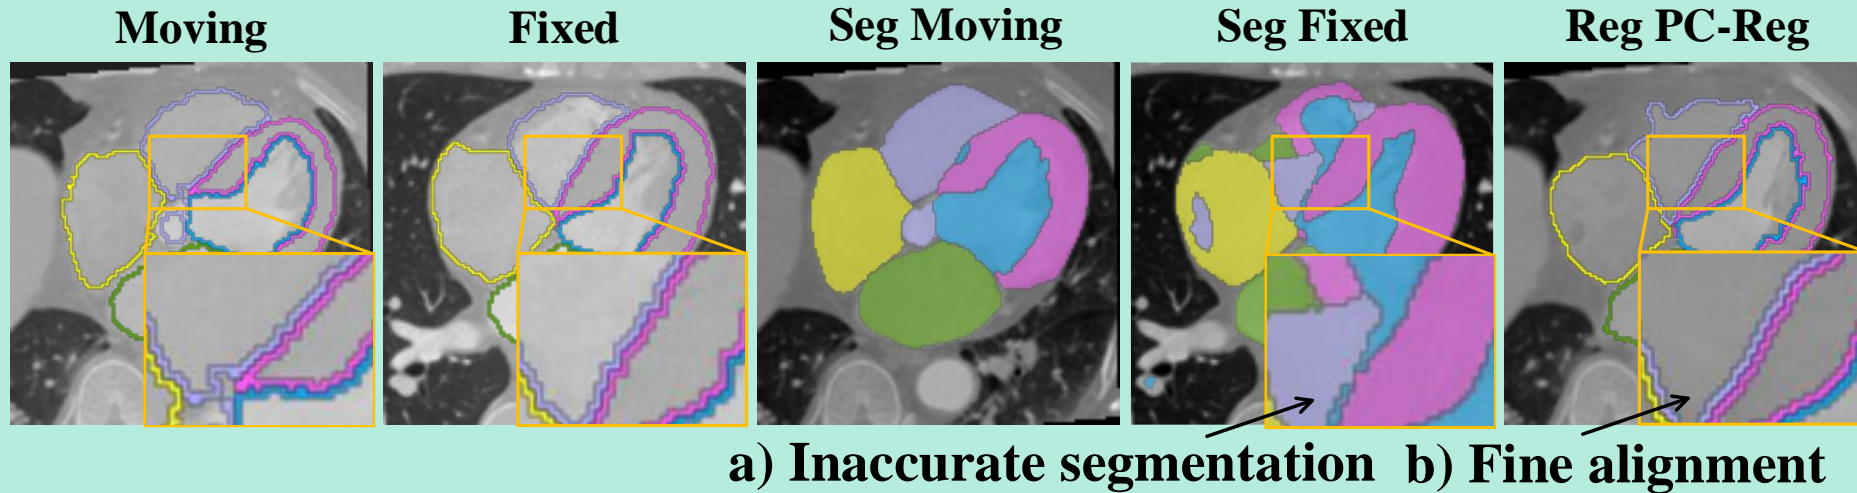 Moving Fixed Seg Moving Seg Fixed Reg PC-Reg
a) Inaccurate segmentation b) Fine alignment